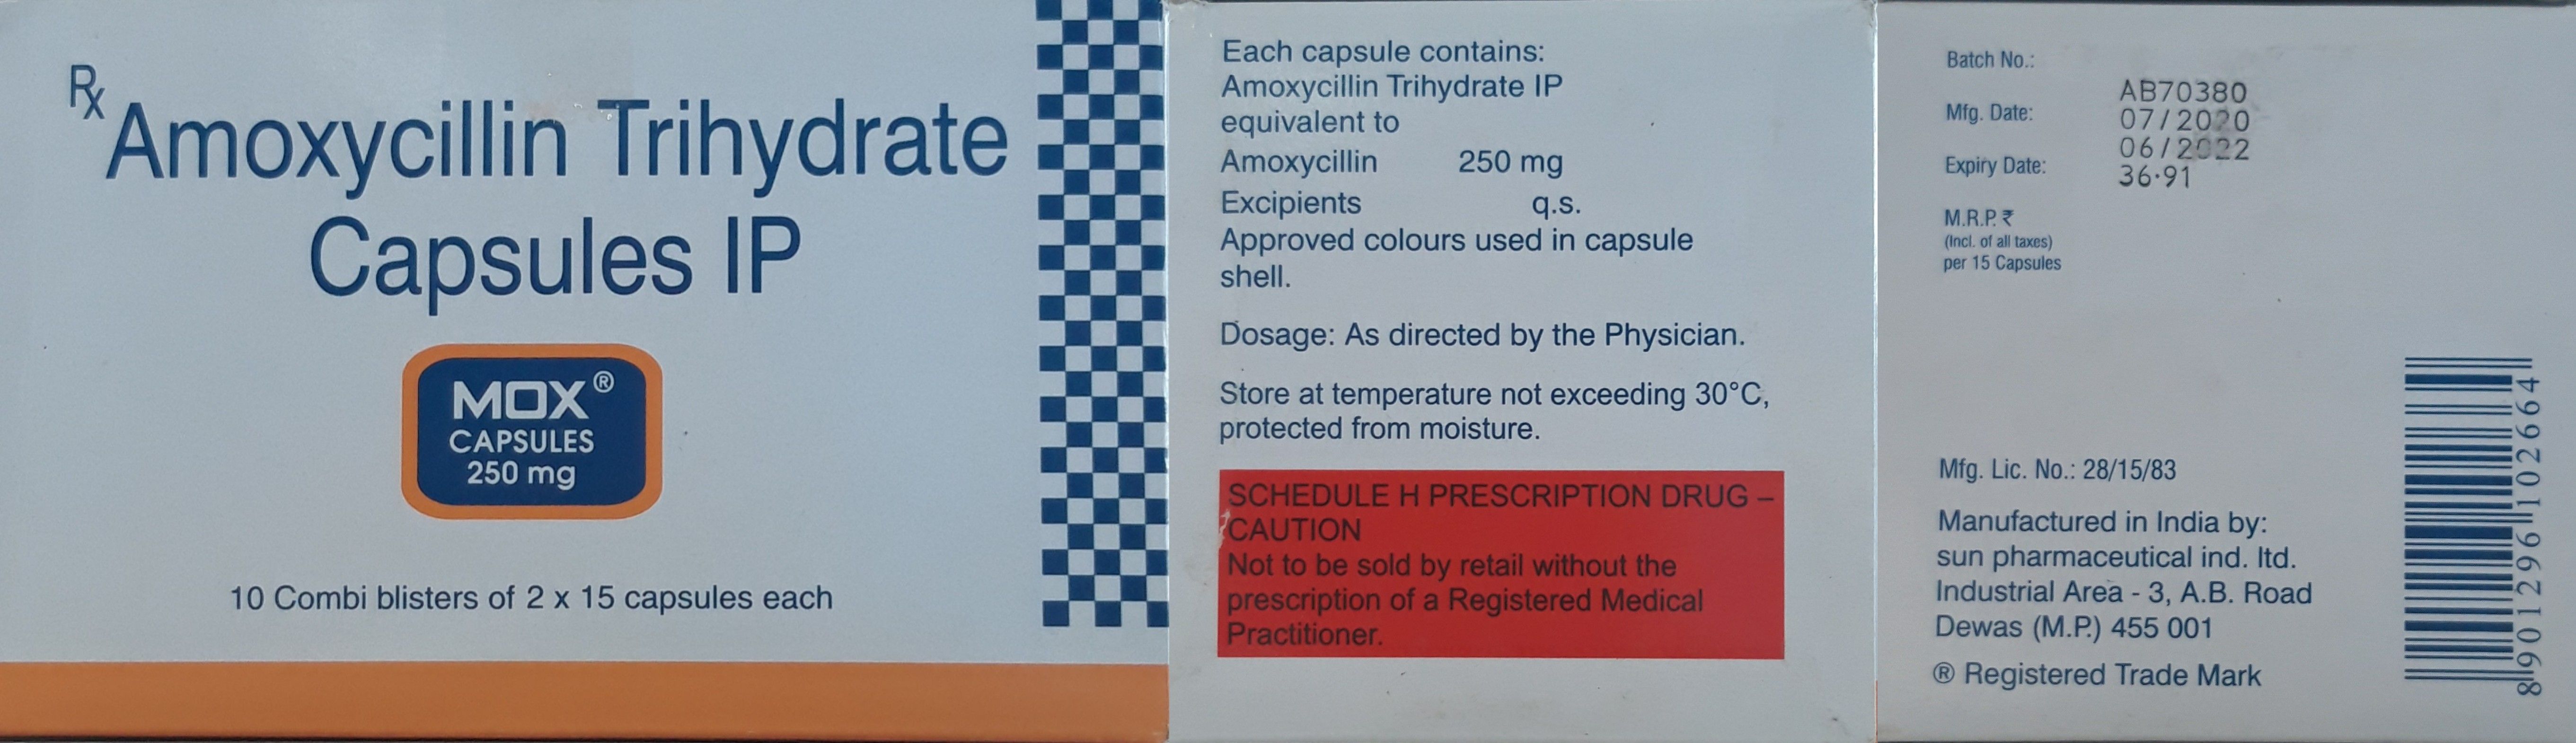 Rx
Amoxycillin Trihydrate
Capsules IP
MOX®
CAPSULES
250 mg
10 Combi blisters of 2 x 15 capsules each
Each capsule contains:
Amoxycillin Trihydrate IP
equivalent to
Amoxycillin 250 mg
Excipients q.s.
Approved colours used in capsule
shell.
Dosage: As directed by the Physician.
Store at temperature not exceeding 30°C,
protected from moisture.
SCHEDULE H PRESCRIPTION DRUG –
CAUTION
Not to be sold by retail without the
prescription of a Registered Medical
Practitioner.
Batch No.:
AB70380
Mfg. Date:
07/2020
06/2022
Expiry Date:
36·91
M.R.P. ₹
(Incl. of all taxes)
per 15 Capsules
Mfg. Lic. No.: 28/15/83
Manufactured in India by:
sun pharmaceutical ind. ltd.
Industrial Area - 3, A.B. Road
Dewas (M.P.) 455 001
® Registered Trade Mark
8901296102664